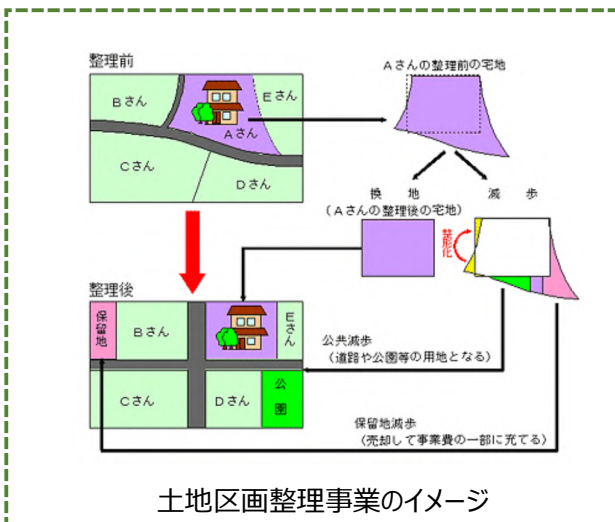 整理前
Bさん
Eさん
Aさん
Cさん
Dさん
Aさんの整理前の宅地
換地
(Aさんの整理後の宅地)
減歩
整形化
整理後
保留地
Bさん
Eさん
Cさん
Dさん
公園
公共減歩
(道路や公園等の用地となる)
保留地減歩
(売却して事業費の一部に充てる)
土地区画整理事業のイメージ